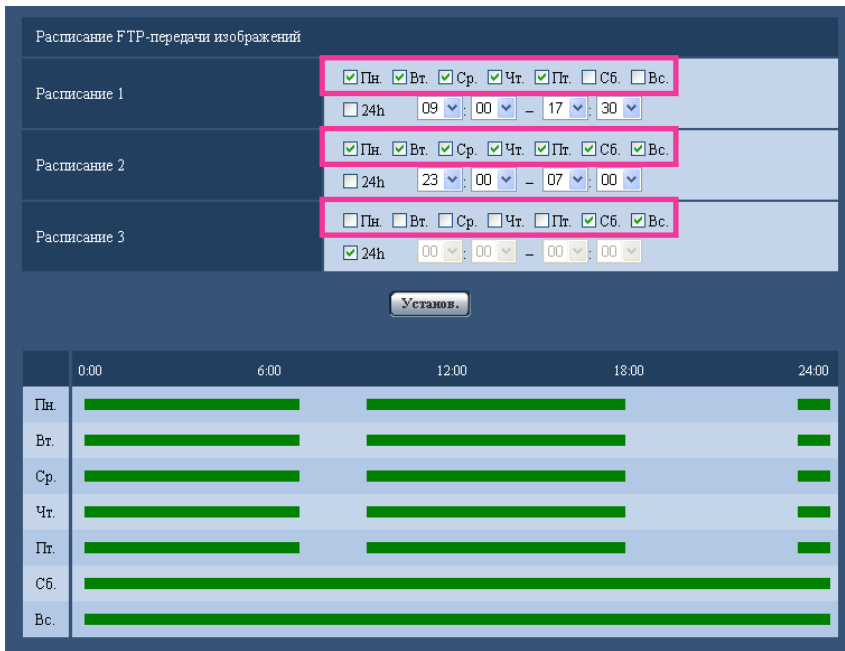 Расписание FTP-передачи изображений
Расписание 1
Пн. Вт. Ср. Чт. Пт. Сб. Вс.
24h 09 : 00 – 17 : 30
Расписание 2
Пн. Вт. Ср. Чт. Пт. Сб. Вс.
24h 23 : 00 – 07 : 00
Расписание 3
Пн. Вт. Ср. Чт. Пт. Сб. Вс.
24h 00 : 00 – 00 : 00
Установ.
0:00 6:00 12:00 18:00 24:00
Пн.
Вт.
Ср.
Чт.
Пт.
Сб.
Вс.